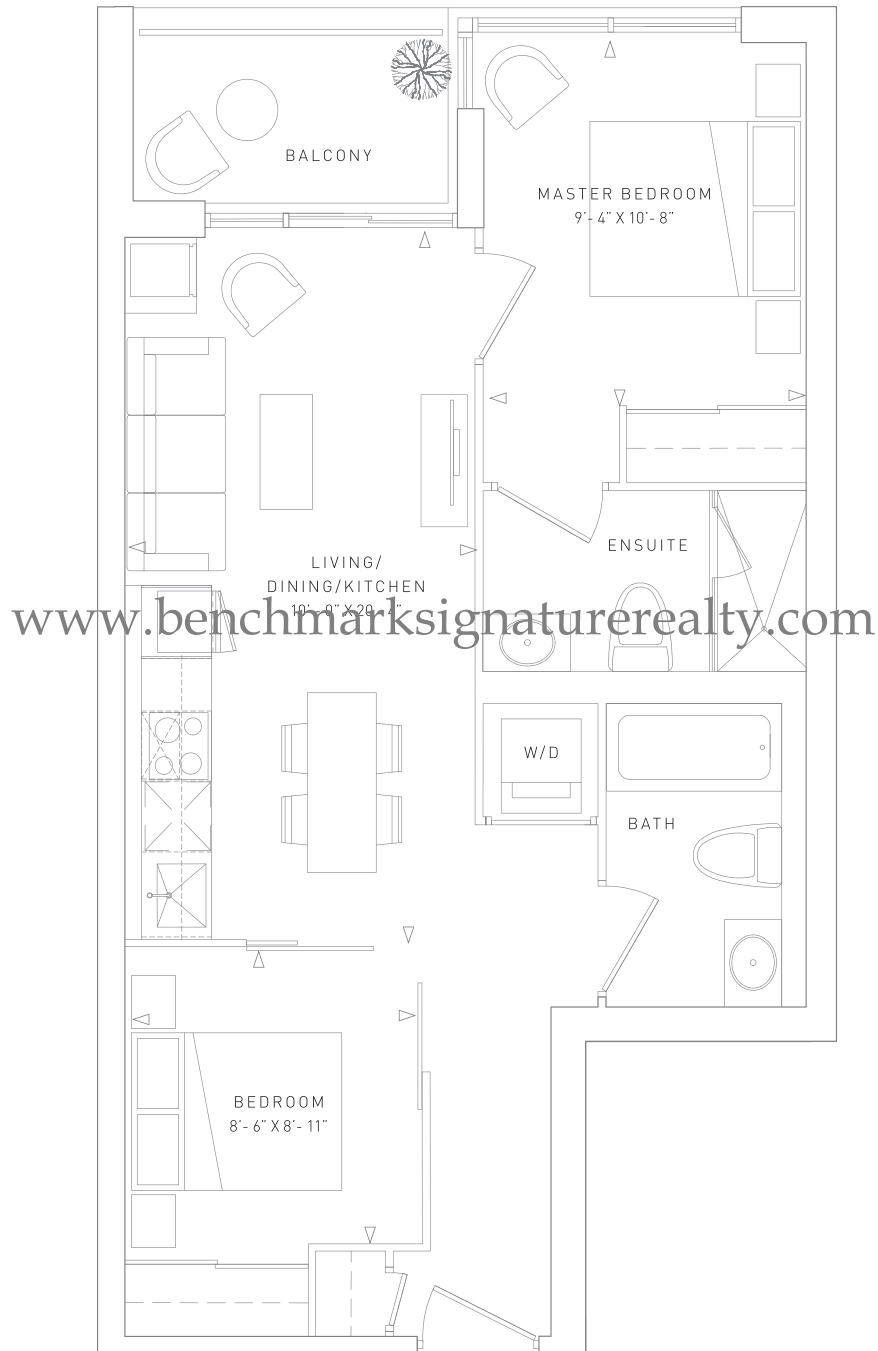 BALCONY
MASTER BEDROOM
9'- 4" X 10'- 8"
ENSUITE
LIVING/
DINING/KITCHEN
www.benchmarksignaturerealty.com
W/D
BATH
BEDROOM
8'- 6" X 8'- 11"